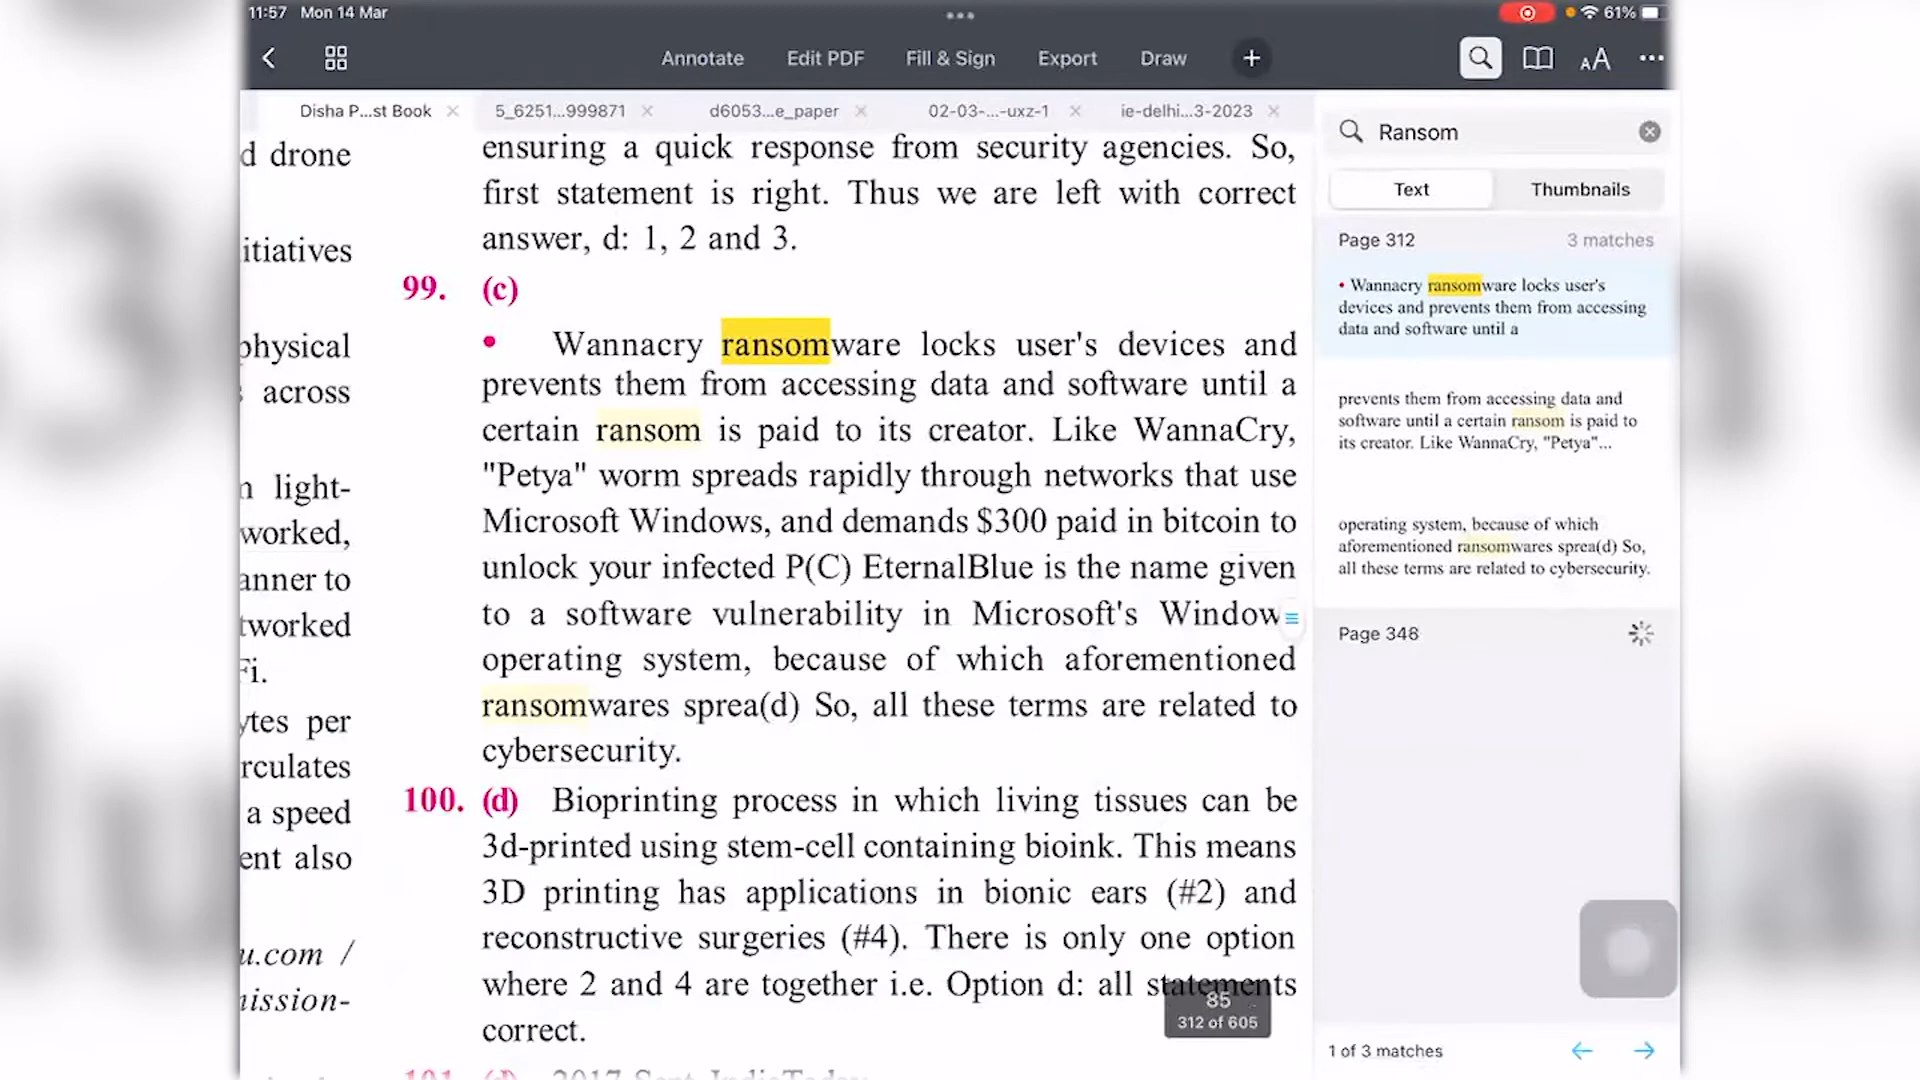 11:57 Mon 14 Mar
61%
Annotate Edit PDF Fill & Sign Export Draw
AA
Disha P...st Book
5_6251...999871
d6053...e_paper
02-03-...-uxz-1
ie-delhi...3-2023
d drone
itiatives
physical
across
n light-
worked,
anner to
tworked
Fi.
ytes per
rculates
a speed
ent also
u.com /
ission-
ensuring a quick response from security agencies. So,
first statement is right. Thus we are left with correct
answer, d: 1, 2 and 3.
99. (c)
• Wannacry ransomware locks user's devices and
prevents them from accessing data and software until a
certain ransom is paid to its creator. Like WannaCry,
"Petya" worm spreads rapidly through networks that use
Microsoft Windows, and demands $300 paid in bitcoin to
unlock your infected P(C) EternalBlue is the name given
to a software vulnerability in Microsoft's Window
operating system, because of which aforementioned
ransomwares sprea(d) So, all these terms are related to
cybersecurity.
100. (d) Bioprinting process in which living tissues can be
3d-printed using stem-cell containing bioink. This means
3D printing has applications in bionic ears (#2) and
reconstructive surgeries (#4). There is only one option
where 2 and 4 are together i.e. Option d: all statements
correct.
101. (d) 2017 Sept IndiaToday
85
312 of 605
Ransom
Text Thumbnails
Page 312 3 matches
• Wannacry ransomware locks user's
devices and prevents them from accessing
data and software until a
prevents them from accessing data and
software until a certain ransom is paid to
its creator. Like WannaCry, "Petya"...
operating system, because of which
aforementioned ransomwares sprea(d) So,
all these terms are related to cybersecurity.
Page 346
1 of 3 matches